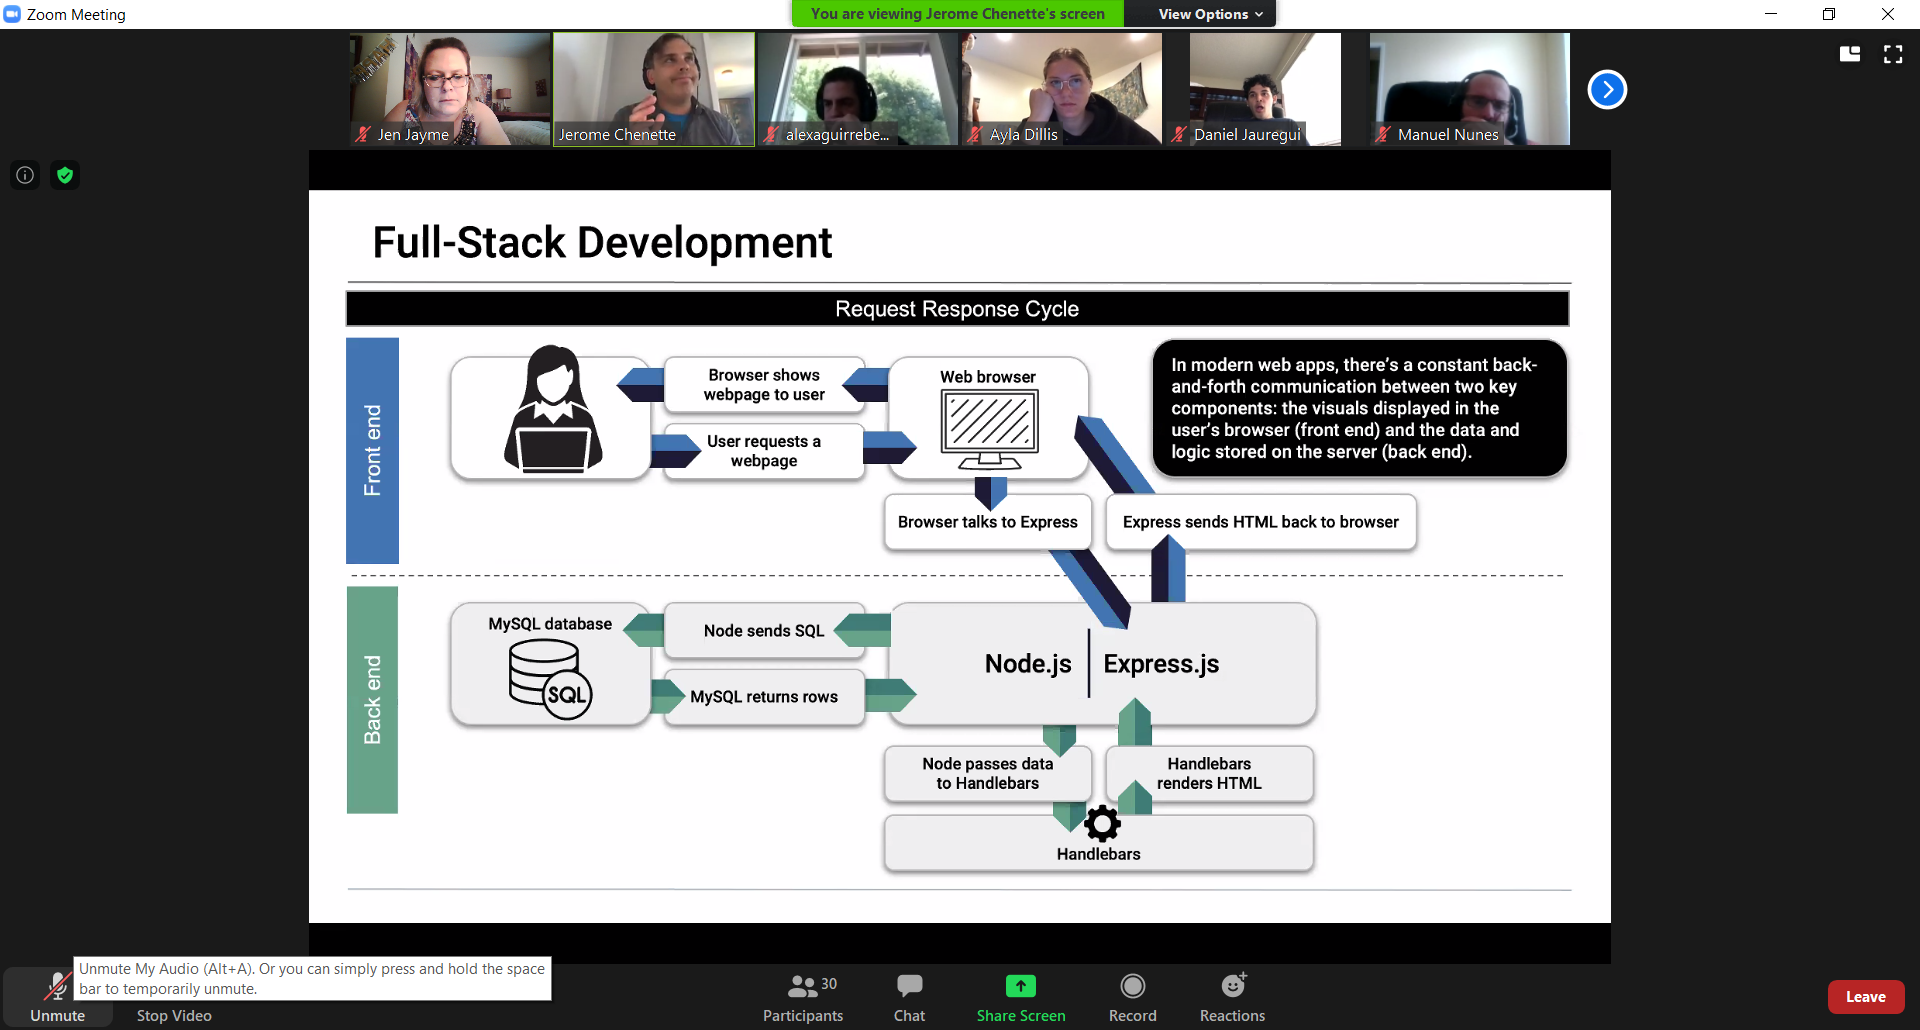 Zoom Meeting
You are viewing Jerome Chenette's screen
View Options
Jen Jayme
Jerome Chenette
alexaguirrebe...
Ayla Dillis
Daniel Jauregui
Manuel Nunes
Full-Stack Development
Request Response Cycle
Front end
Browser shows
webpage to user
User requests a
webpage
Web browser
In modern web apps, there's a constant back-
and-forth communication between two key
components: the visuals displayed in the
user's browser (front end) and the data and
logic stored on the server (back end).
Browser talks to Express
Express sends HTML back to browser
Back end
MySQL database
SQL
Node sends SQL
MySQL returns rows
Node.js
Express.js
Node passes data
to Handlebars
Handlebars
renders HTML
Handlebars
Unmute My Audio (Alt+A). Or you can simply press and hold the space
bar to temporarily unmute.
Unmute
Stop Video
30
Participants
Chat
Share Screen
Record
Reactions
Leave